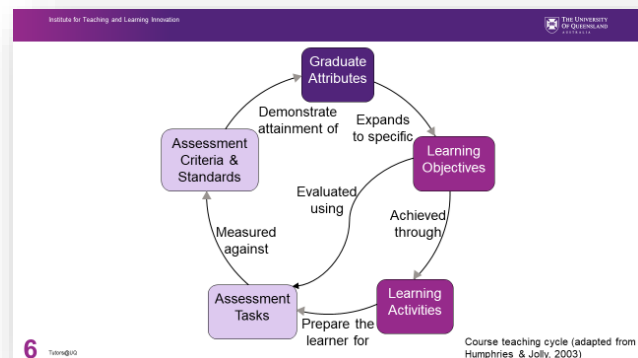 Institute for Teaching and Learning Innovation
THE UNIVERSITY
OF QUEENSLAND
AUSTRALIA
Graduate
Attributes
Demonstrate
attainment of
Expands
to specific
Assessment
Criteria &
Standards
Learning
Objectives
Evaluated
using
Achieved
through
Measured
against
Assessment
Tasks
Learning
Activities
Prepare the
learner for
Course teaching cycle (adapted from
Humphries & Jolly, 2003)
6
Tutors@UQ